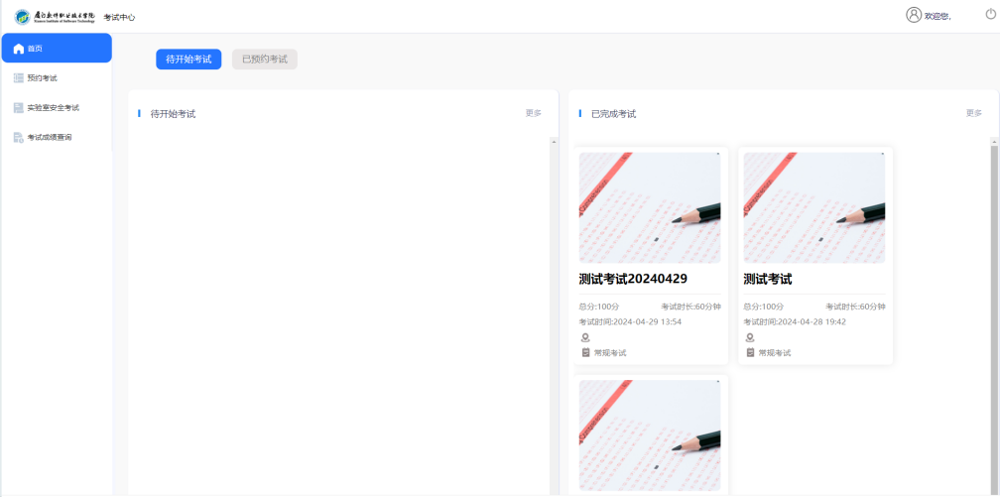 厦门软件职业技术学院
考试中心
欢迎您,
首页
预约考试
实验室安全考试
考试成绩查询
待开始考试
已预约考试
待开始考试
更多
已完成考试
更多
测试考试20240429
总分:100分 考试时长:60分钟
考试时间:2024-04-29 13:54
常规考试
测试考试
总分:100分 考试时长:60分钟
考试时间:2024-04-28 19:42
常规考试